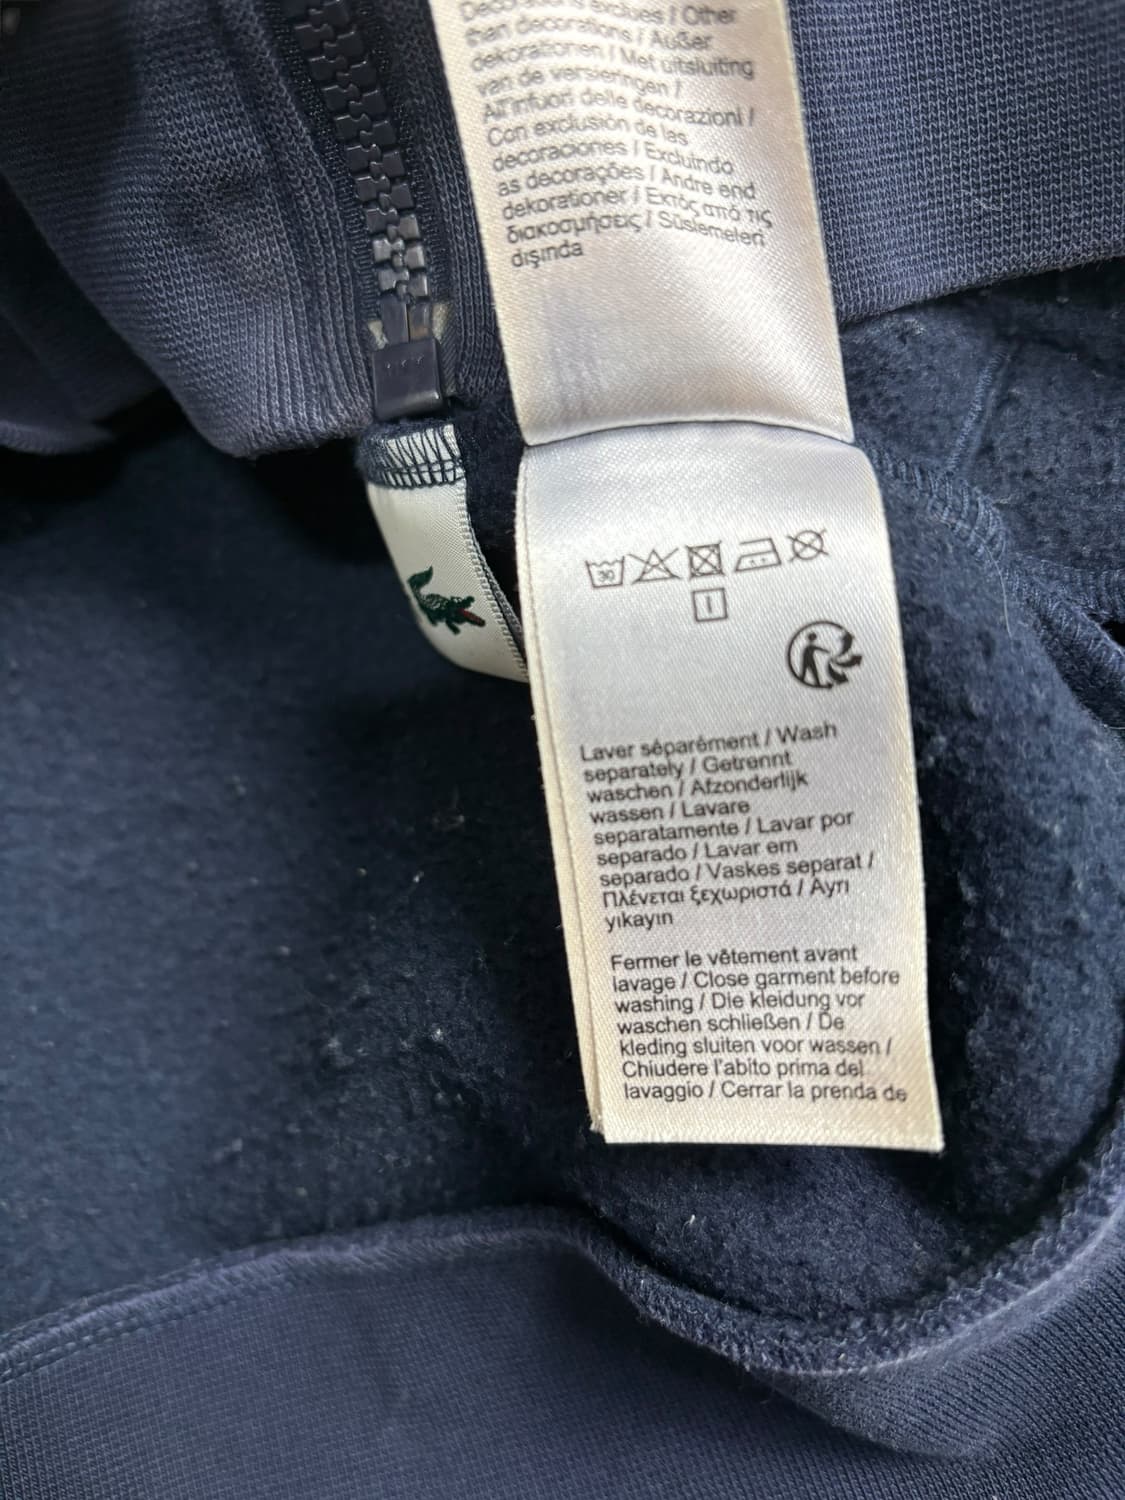 Decorations exclues / Other
than decorations / Außer
dekorationen / Met uitsluiting
van de versieringen /
All'infuori delle decorazioni /
Con exclusión de las
decoraciones / Excluindo
as decorações / Andre end
dekorationer / Εκτός από τις
διακοσμήσεις / Süslemeleri
dışında
30
I
Laver séparément / Wash
separately / Getrennt
waschen / Afzonderlijk
wassen / Lavare
separatamente / Lavar por
separado / Lavar em
separado / Vaskes separat /
Πλένεται ξεχωριστά / Ayrı
yıkayın
Fermer le vêtement avant
lavage / Close garment before
washing / Die kleidung vor
waschen schließen / De
kleding sluiten voor wassen /
Chiudere l'abito prima del
lavaggio / Cerrar la prenda de